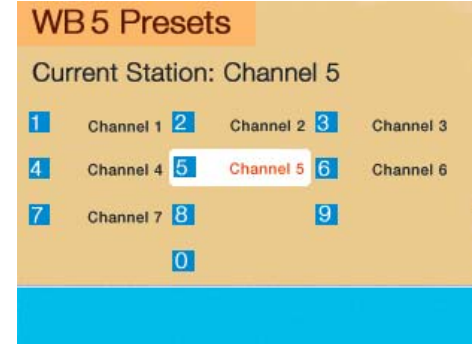 WB 5 Presets
Current Station: Channel 5
1 Channel 1 2 Channel 2 3 Channel 3
4 Channel 4 5 Channel 5 6 Channel 6
7 Channel 7 8 9
0